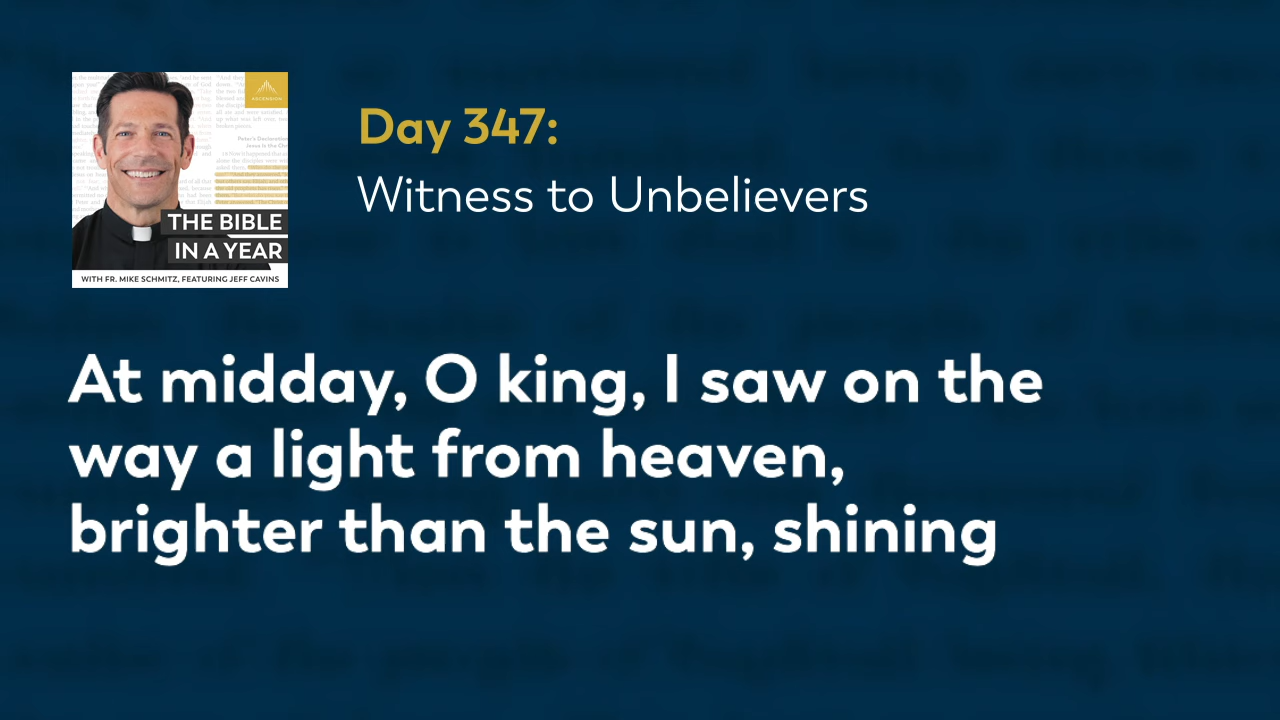 ASCENSION
THE BIBLE
IN A YEAR
WITH FR. MIKE SCHMITZ, FEATURING JEFF CAVINS
Day 347:
Witness to Unbelievers
At midday, O king, I saw on the
way a light from heaven,
brighter than the sun, shining